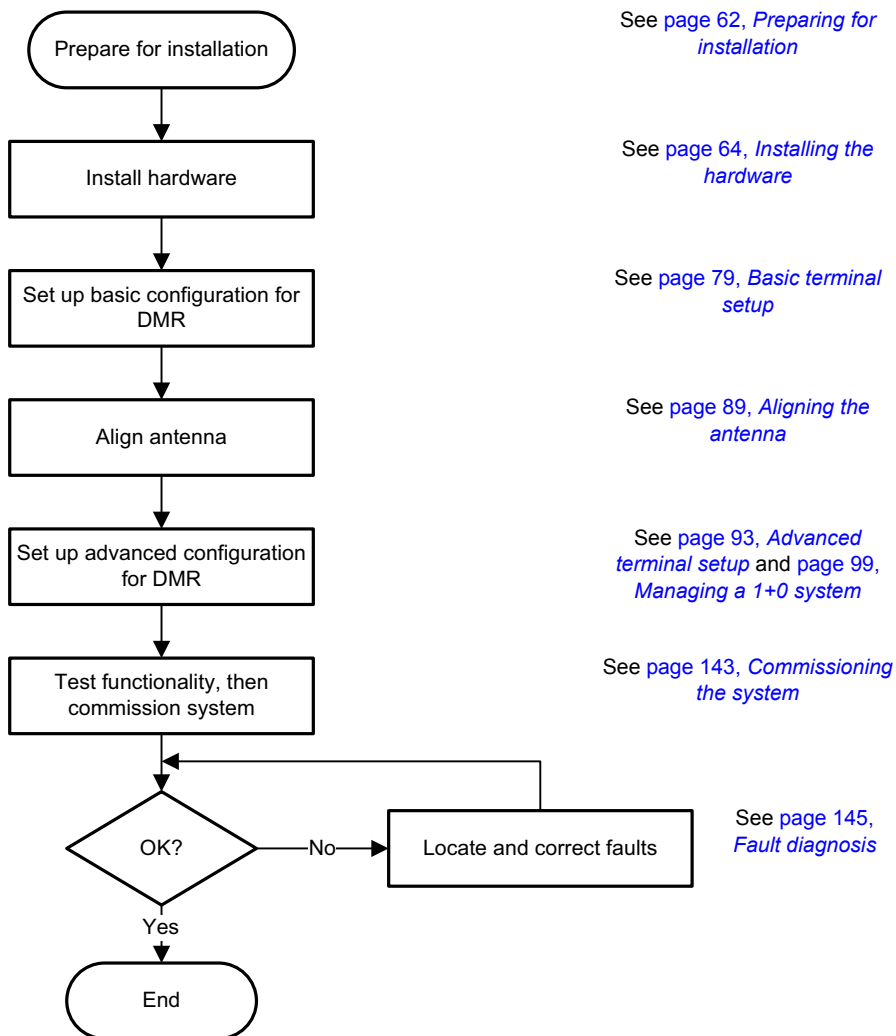 Prepare for installation
See page 62, Preparing for
installation
Install hardware
See page 64, Installing the
hardware
Set up basic configuration for
DMR
See page 79, Basic terminal
setup
Align antenna
See page 89, Aligning the
antenna
Set up advanced configuration
for DMR
See page 93, Advanced
terminal setup and page 99,
Managing a 1+0 system
Test functionality, then
commission system
See page 143, Commissioning
the system
OK?
No
Locate and correct faults
See page 145,
Fault diagnosis
Yes
End